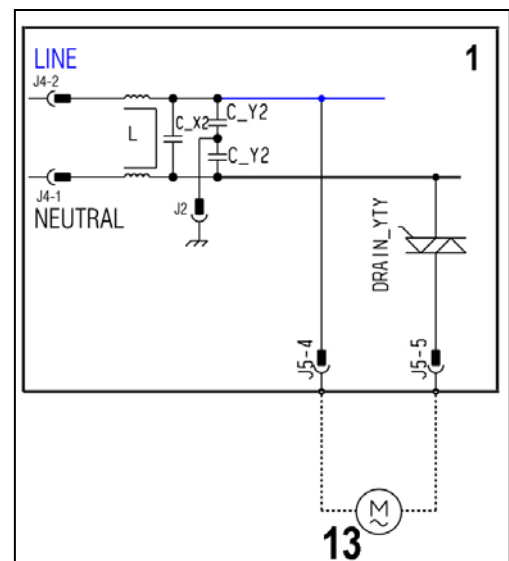 LINE
1
J4-2
L
C_X2
C_Y2
C_Y2
J4-1
J2
NEUTRAL
DRAIN_YTY
J5-4
J5-5
M
13